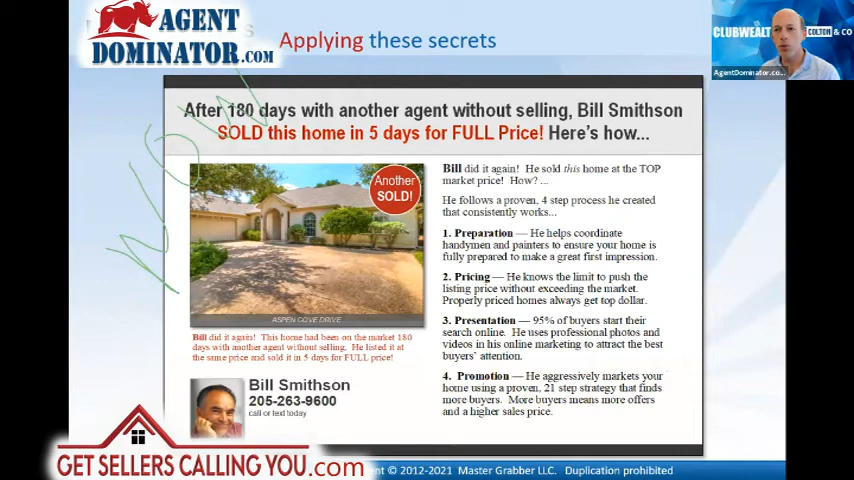 AGENT
DOMINATOR.COM
Applying these secrets
CLUBWEALTH
COLTON & CO
AgentDominator.co...
After 180 days with another agent without selling, Bill Smithson
SOLD this home in 5 days for FULL Price! Here's how...
Another
SOLD!
ASPEN COVE DRIVE
Bill did it again! This home had been on the market 180
days with another agent without selling. He listed it at
the same price and sold it in 5 days for FULL price!
Bill Smithson
205-263-9600
call or text today
Bill did it again! He sold this home at the TOP
market price! How? ...
He follows a proven, 4 step process he created
that consistently works...
1. Preparation — He helps coordinate
handymen and painters to ensure your home is
fully prepared to make a great first impression.
2. Pricing — He knows the limit to push the
listing price without exceeding the market.
Properly priced homes always get top dollar.
3. Presentation — 95% of buyers start their
search online. He uses professional photos and
videos in his online marketing to attract the best
buyers' attention.
4. Promotion — He aggressively markets your
home using a proven, 21 step strategy that finds
more buyers. More buyers means more offers
and a higher sales price.
NOW
GET SELLERS CALLING YOU.com
© 2012-2021 Master Grabber LLC. Duplication prohibited